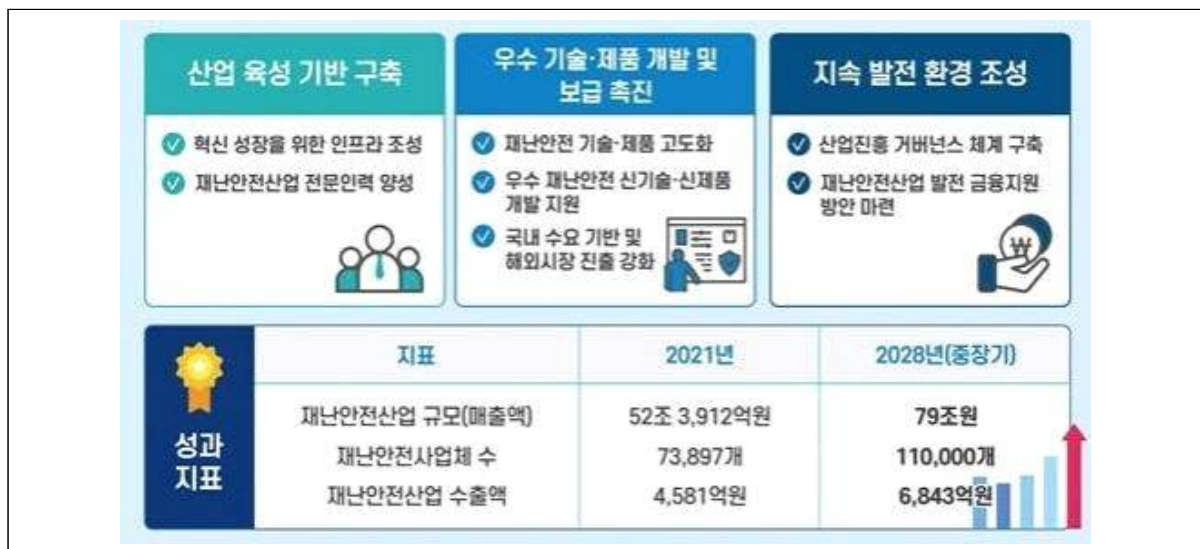 산업 육성 기반 구축
혁신 성장을 위한 인프라 조성
재난안전산업 전문인력 양성
우수 기술·제품 개발 및
보급 촉진
재난안전 기술·제품 고도화
우수 재난안전 신기술·신제품
개발 지원
국내 수요 기반 및
해외시장 진출 강화
지속 발전 환경 조성
산업진흥 거버넌스 체계 구축
재난안전산업 발전 금융지원
방안 마련
₩
성과
지표
지표 2021년 2028년(중장기)
재난안전산업 규모(매출액) 52조 3,912억원 79조원
재난안전사업체 수 73,897개 110,000개
재난안전산업 수출액 4,581억원 6,843억원